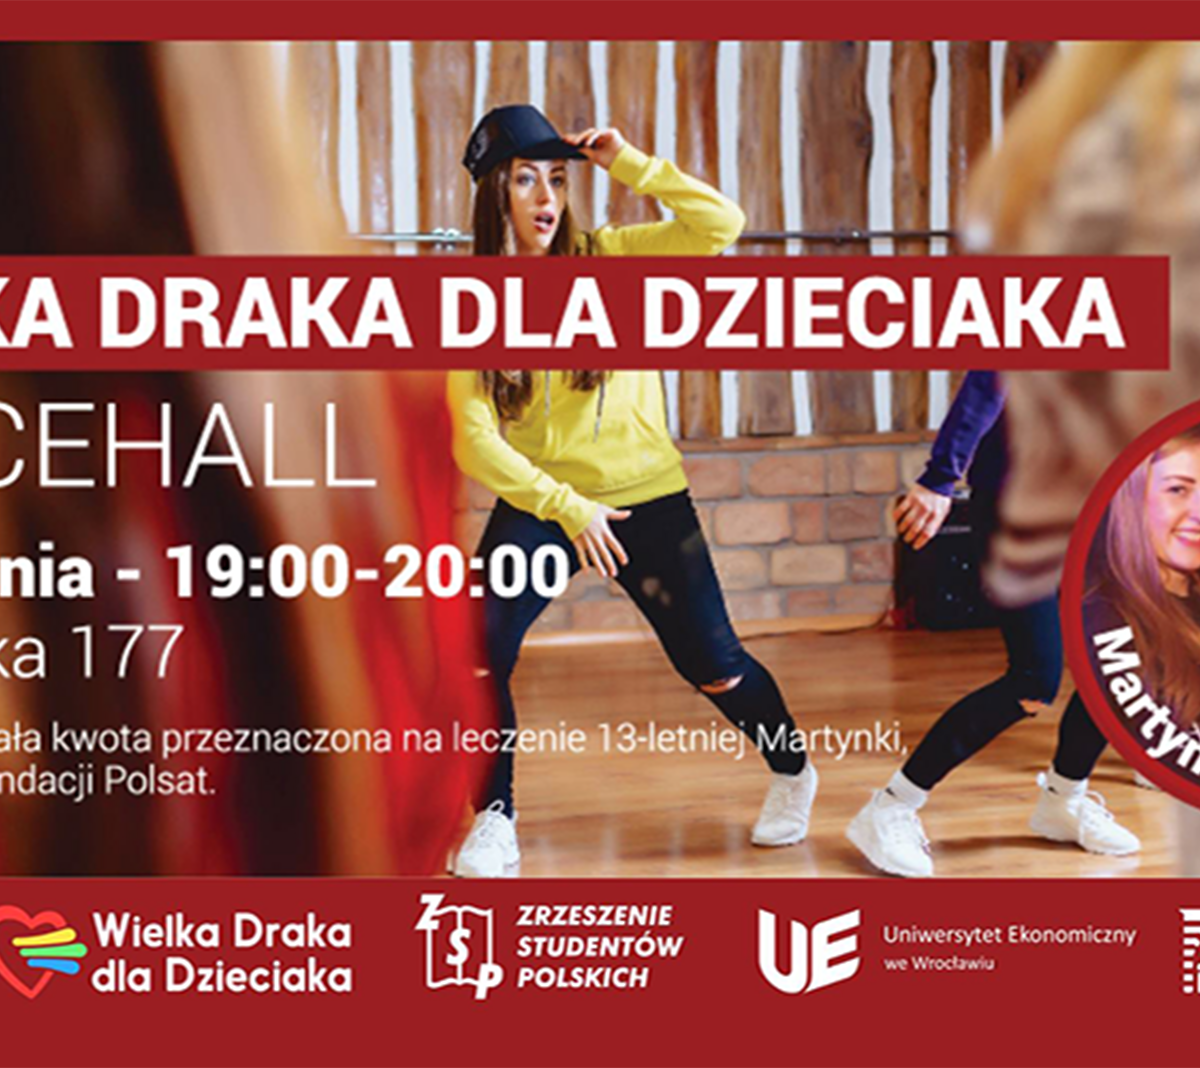 KA DRAKA DLA DZIECIAKA
CEHALL
nia - 19:00-20:00
ka 177
ała kwota przeznaczona na leczenie 13-letniej Martynki,
ndacji Polsat.
Martyn
Wielka Draka
dla Dzieciaka
ZSP
ZRZESZENIE
STUDENTÓW
POLSKICH
UE
Uniwersytet Ekonomiczny
we Wrocławiu